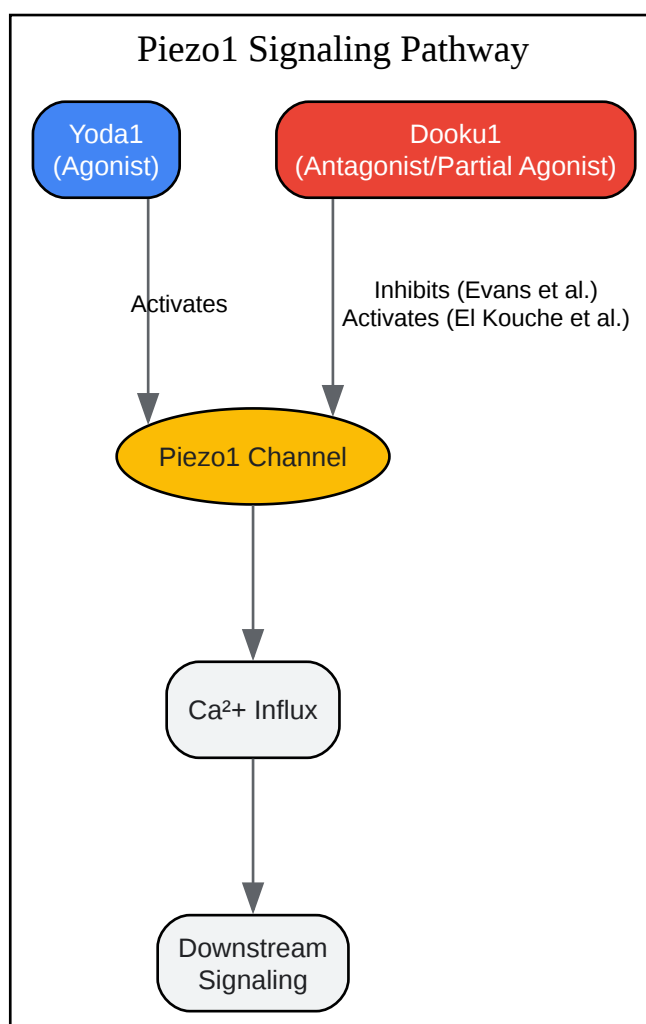 Piezo1 Signaling Pathway
Yoda1
(Agonist)
Dooku1
(Antagonist/Partial Agonist)
Activates
Inhibits (Evans et al.)
Activates (El Kouche et al.)
Piezo1 Channel
Ca²+ Influx
Downstream
Signaling